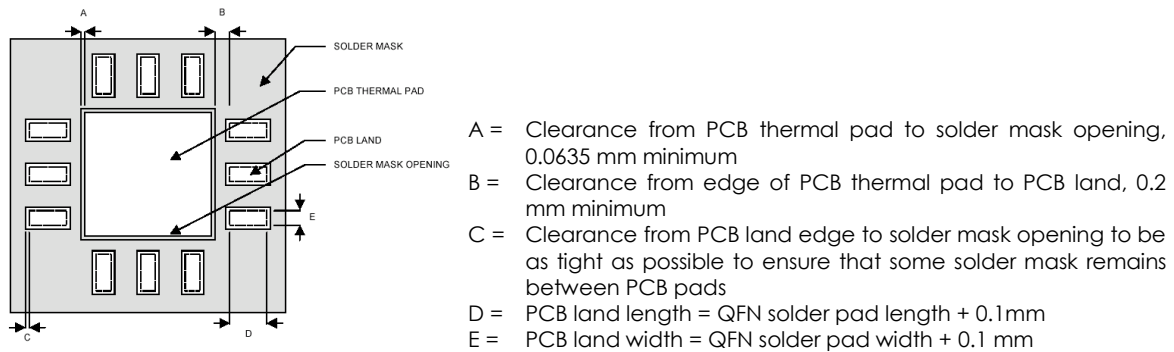 A
B
SOLDER MASK
PCB THERMAL PAD
PCB LAND
SOLDER MASK OPENING
E
D
C
A = Clearance from PCB thermal pad to solder mask opening,
0.0635 mm minimum
B = Clearance from edge of PCB thermal pad to PCB land, 0.2
mm minimum
C = Clearance from PCB land edge to solder mask opening to be
as tight as possible to ensure that some solder mask remains
between PCB pads
D = PCB land length = QFN solder pad length + 0.1mm
E = PCB land width = QFN solder pad width + 0.1 mm